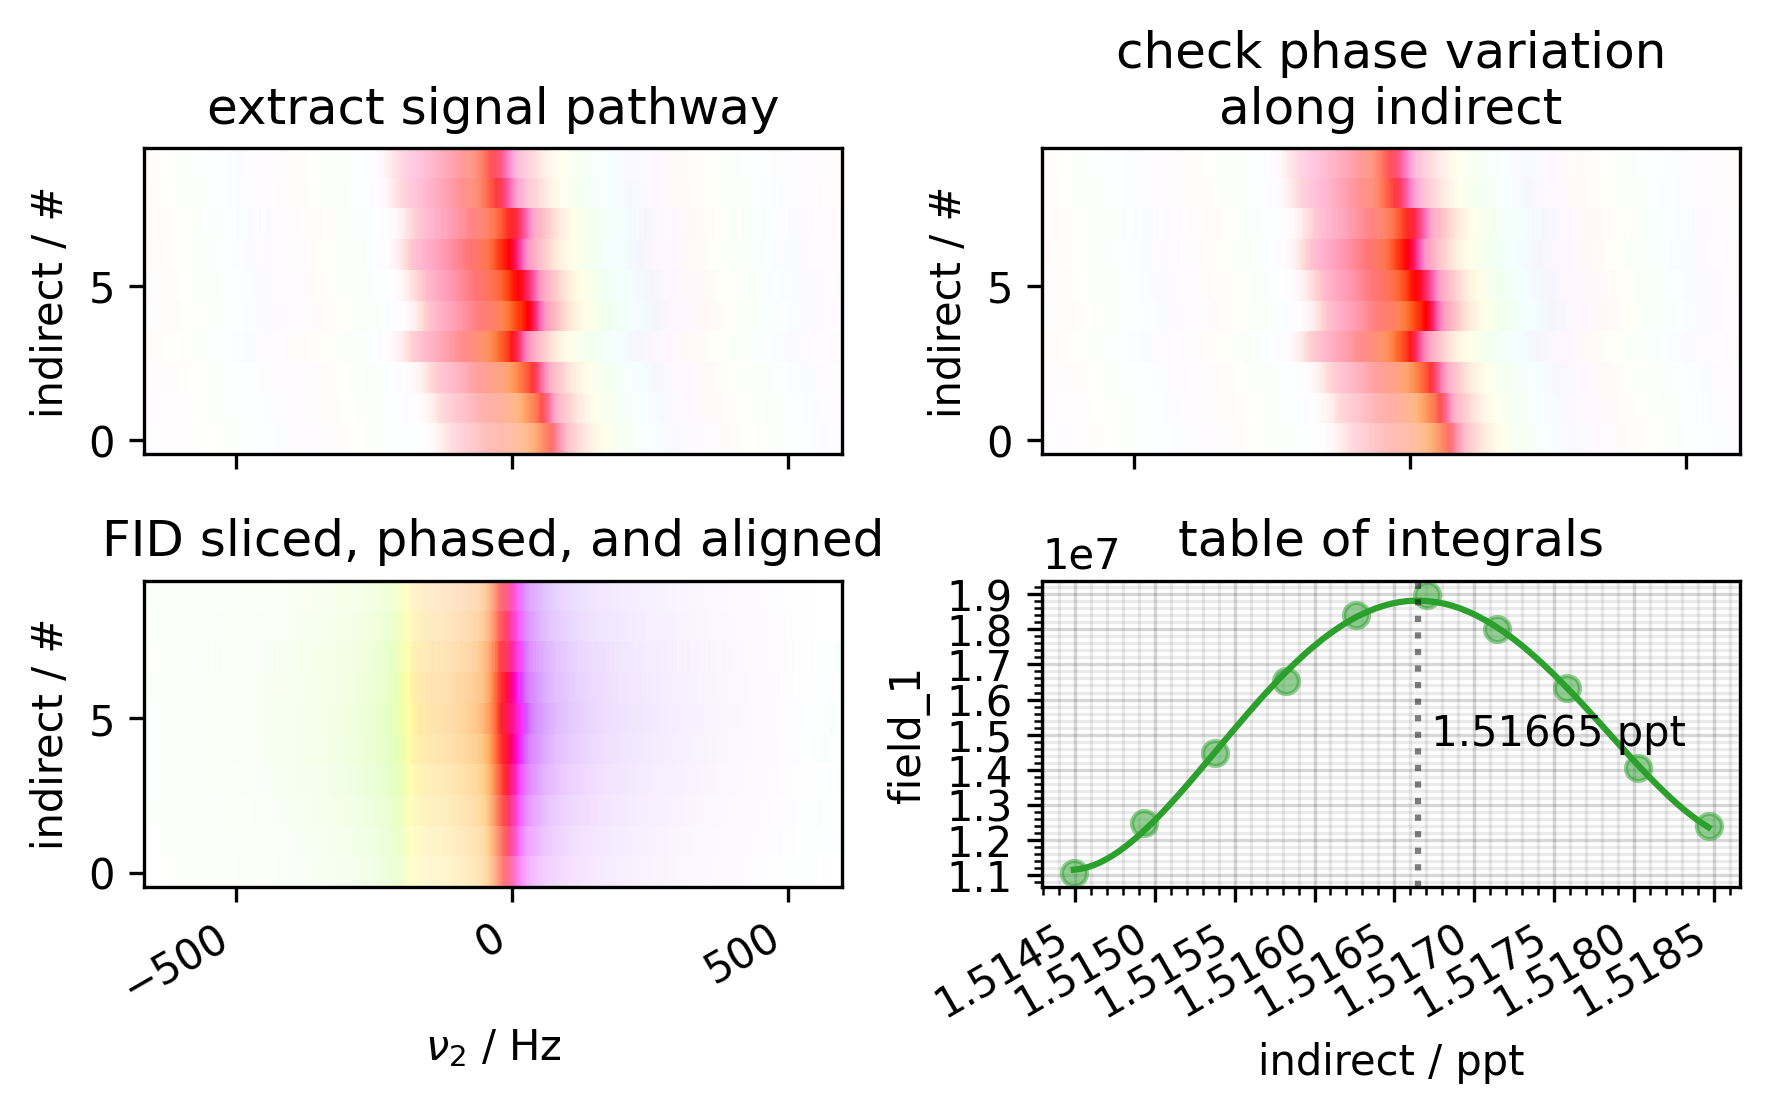 extract signal pathway
indirect / #
5
0
check phase variation
along indirect
indirect / #
5
0
FID sliced, phased, and aligned
indirect / #
5
0
−500
0
500
ν2 / Hz
table of integrals
1e7
field_1
1.9
1.8
1.7
1.6
1.5
1.4
1.3
1.2
1.1
1.51665 ppt
1.5145
1.5150
1.5155
1.5160
1.5165
1.5170
1.5175
1.5180
1.5185
indirect / ppt